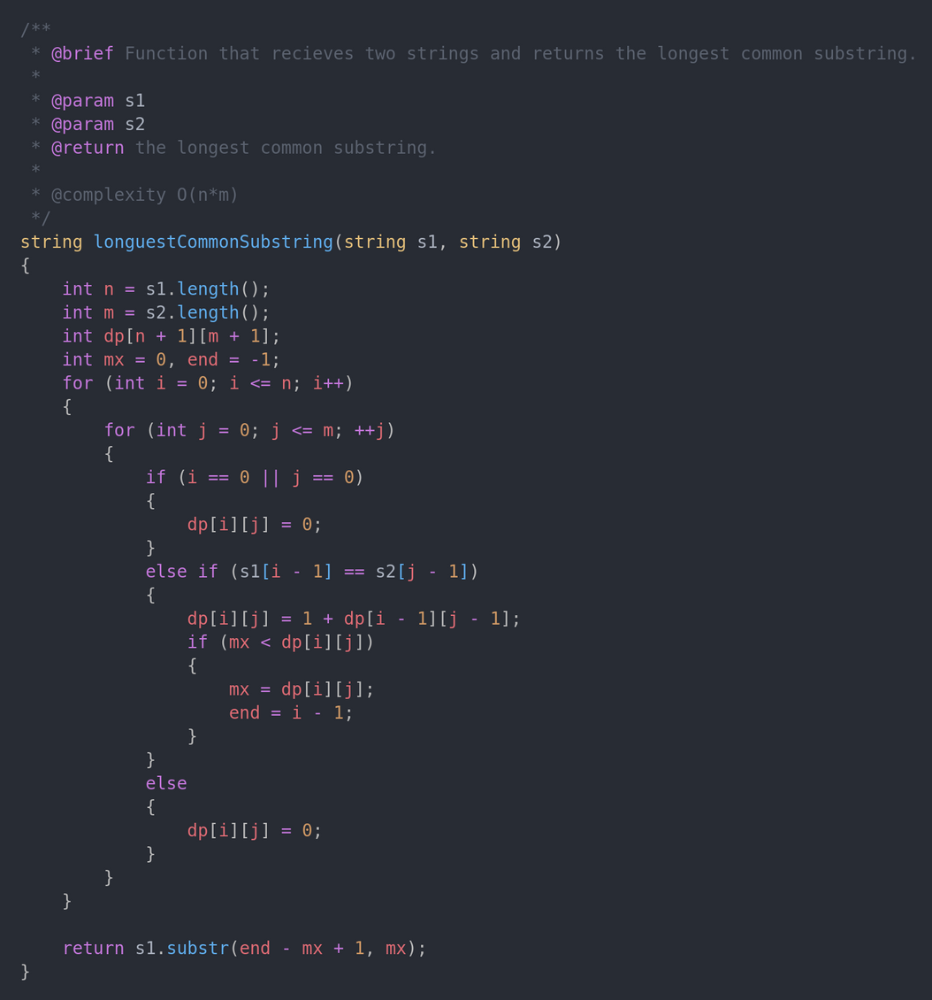 /**
 * @brief Function that recieves two strings and returns the longest common substring.
 *
 * @param s1
 * @param s2
 * @return the longest common substring.
 *
 * @complexity O(n*m)
 */
string longuestCommonSubstring(string s1, string s2)
{
    int n = s1.length();
    int m = s2.length();
    int dp[n + 1][m + 1];
    int mx = 0, end = -1;
    for (int i = 0; i <= n; i++)
    {
        for (int j = 0; j <= m; ++j)
        {
            if (i == 0 || j == 0)
            {
                dp[i][j] = 0;
            }
            else if (s1[i - 1] == s2[j - 1])
            {
                dp[i][j] = 1 + dp[i - 1][j - 1];
                if (mx < dp[i][j])
                {
                    mx = dp[i][j];
                    end = i - 1;
                }
            }
            else
            {
                dp[i][j] = 0;
            }
        }
    }

    return s1.substr(end - mx + 1, mx);
}